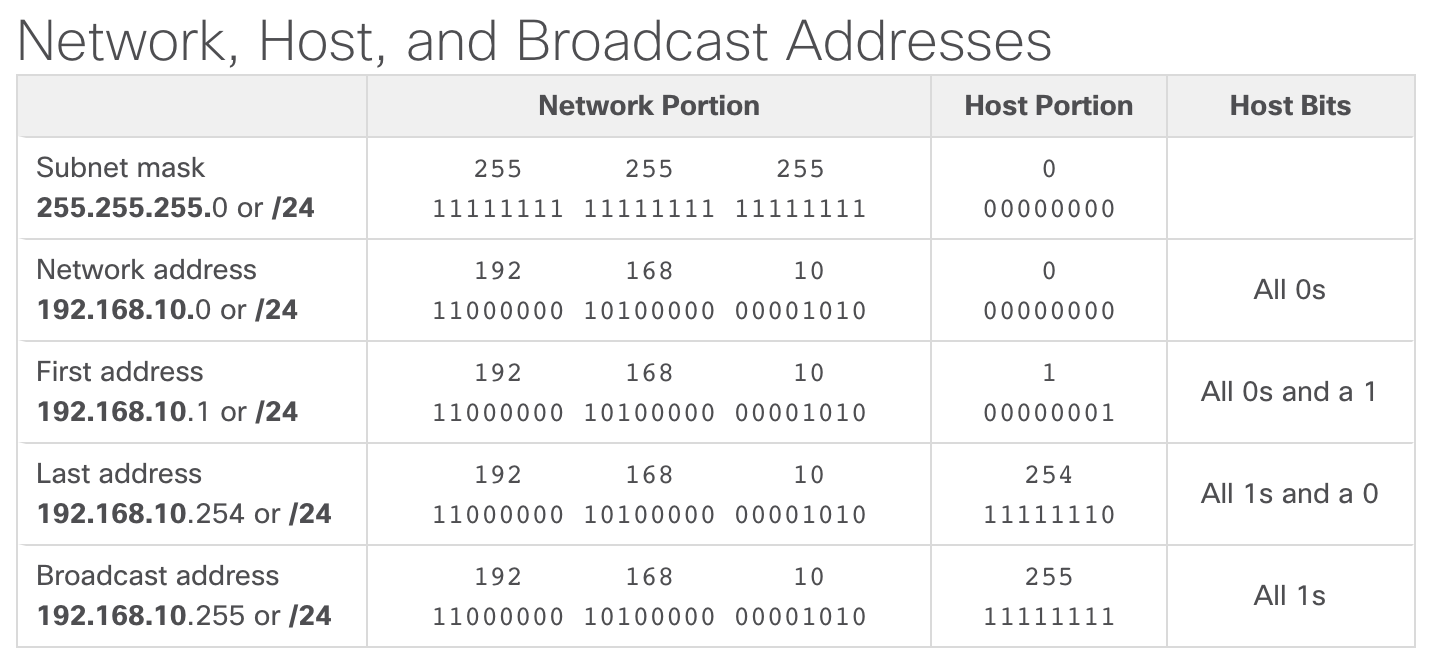 Network, Host, and Broadcast Addresses
Network Portion Host Portion Host Bits
Subnet mask 255 255 255 0
255.255.255.0 or /24 11111111 11111111 11111111 00000000
Network address 192 168 10 0
192.168.10.0 or /24 11000000 10100000 00001010 00000000
All 0s
First address 192 168 10 1
192.168.10.1 or /24 11000000 10100000 00001010 00000001
All 0s and a 1
Last address 192 168 10 254
192.168.10.254 or /24 11000000 10100000 00001010 11111110
All 1s and a 0
Broadcast address 192 168 10 255
192.168.10.255 or /24 11000000 10100000 00001010 11111111
All 1s